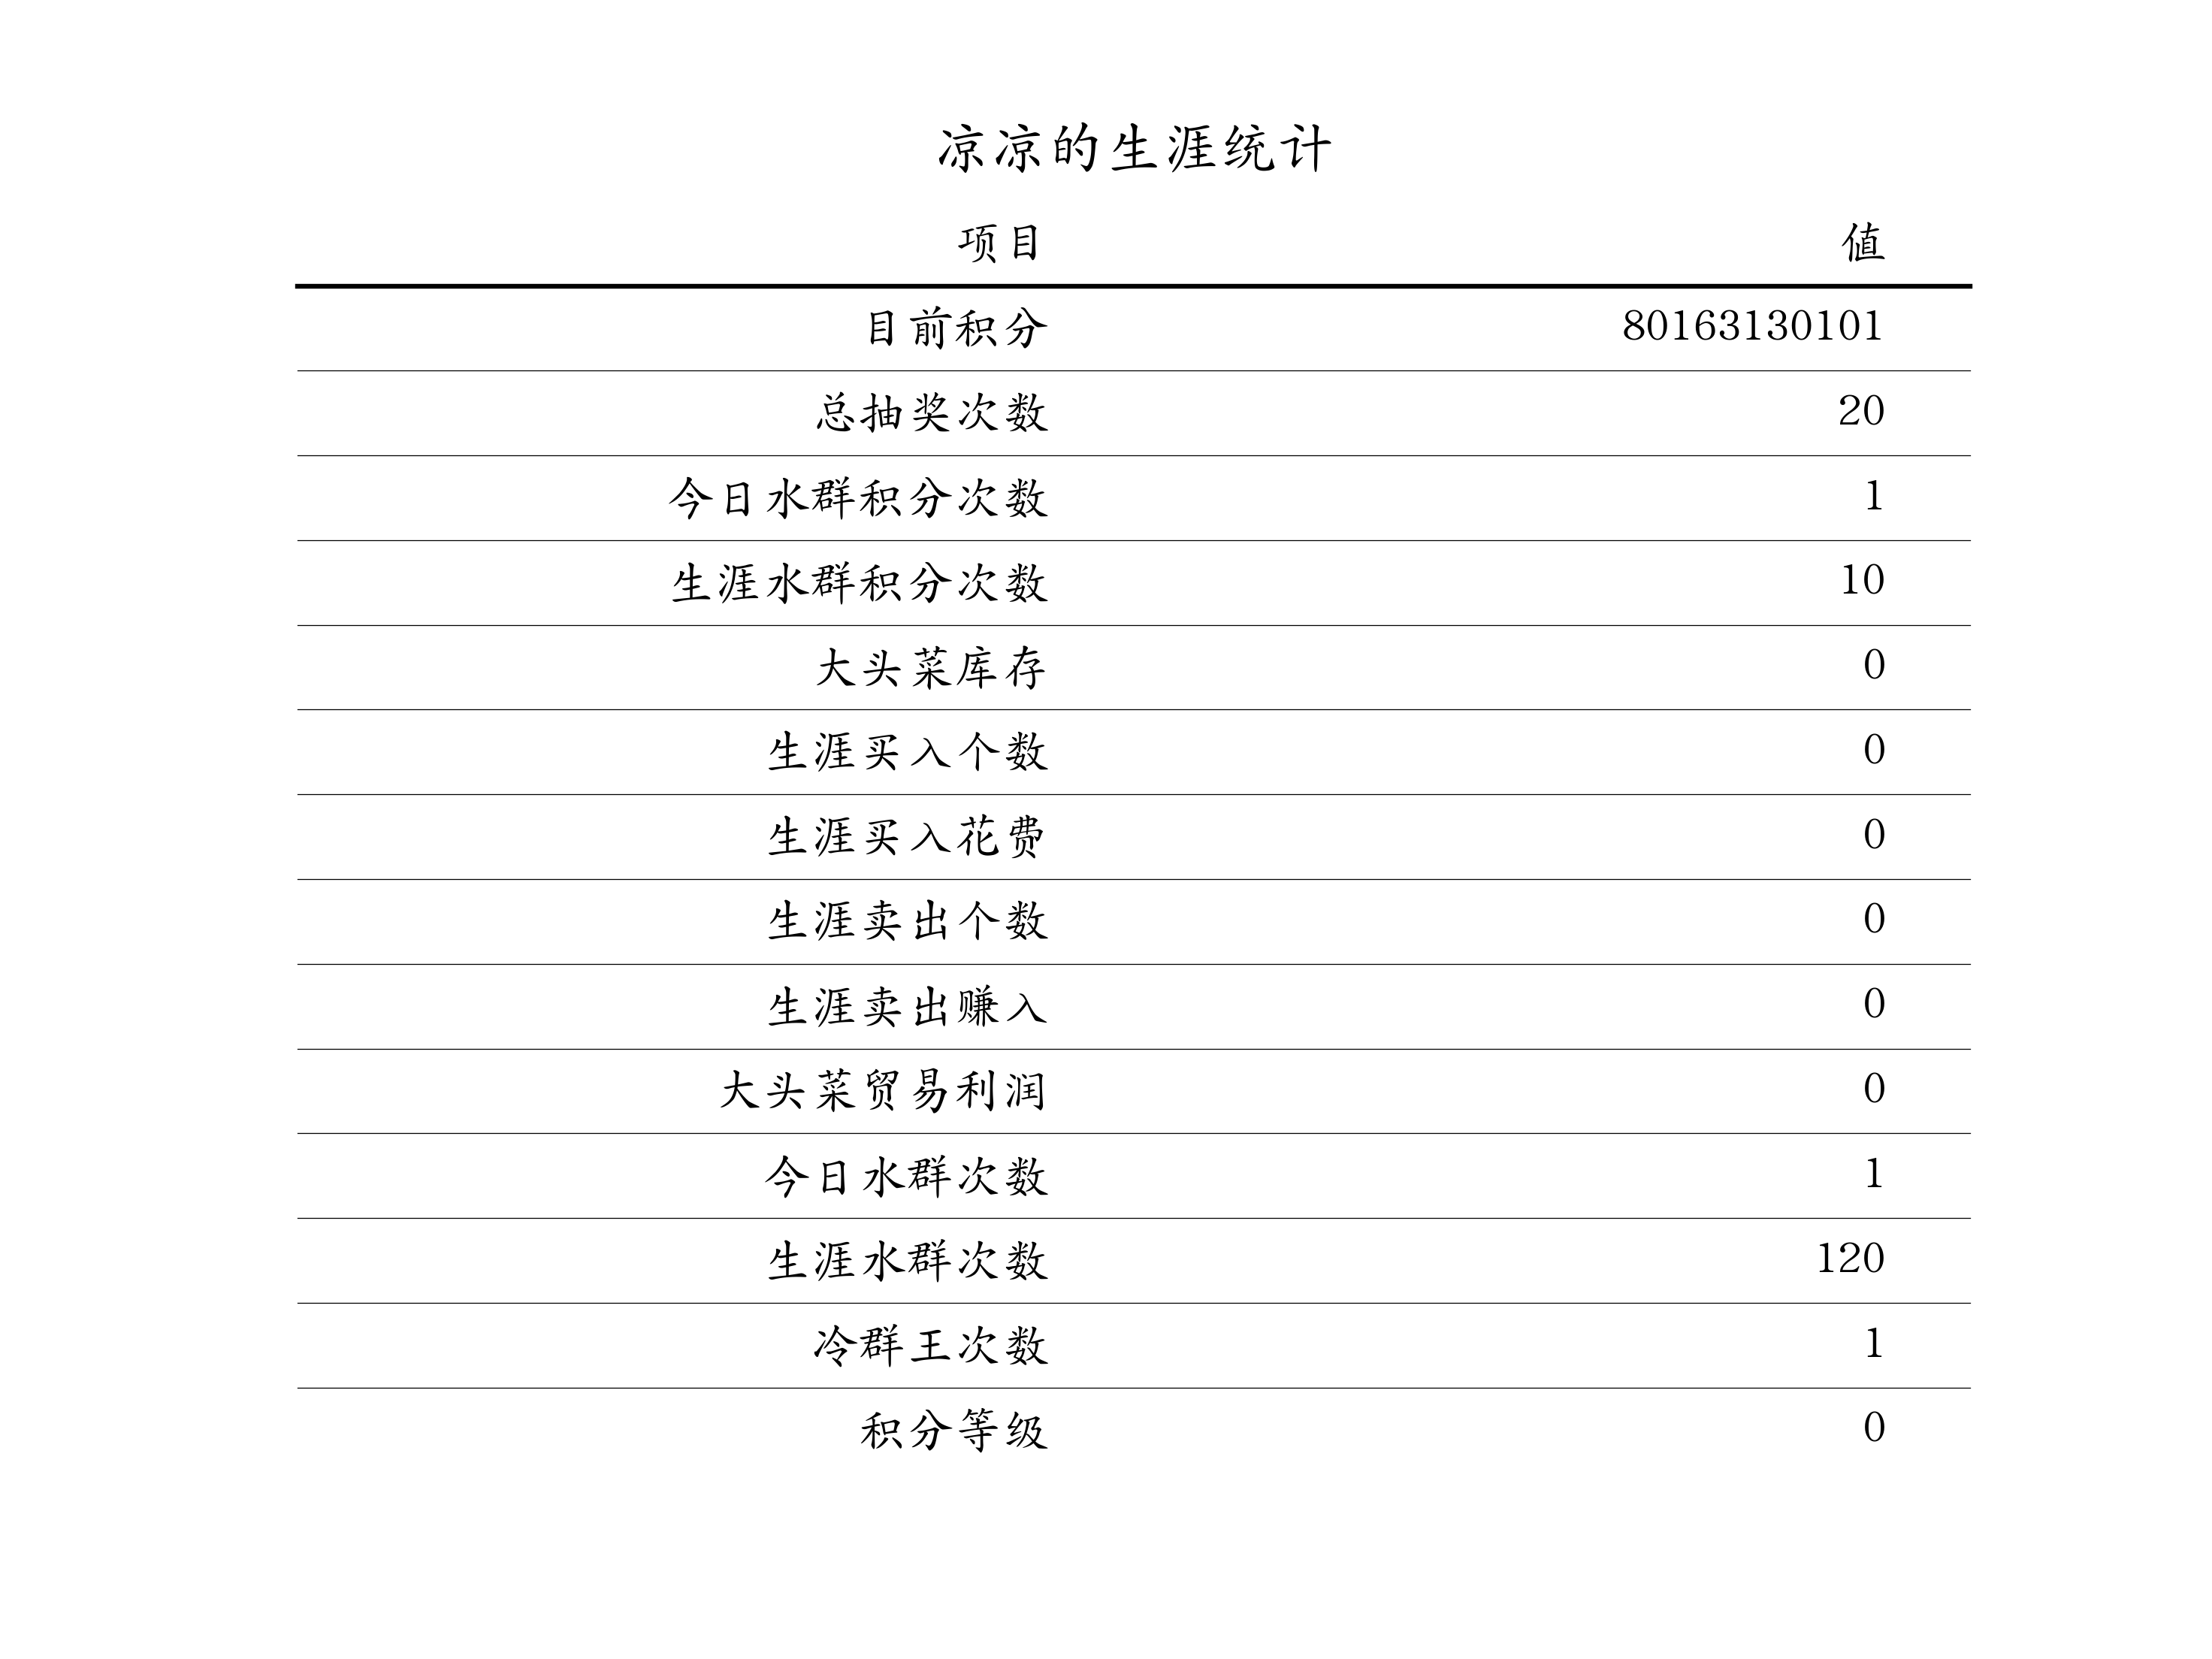 凉凉的生涯统计
项目 值
目前积分 80163130101
总抽奖次数 20
今日水群积分次数 1
生涯水群积分次数 10
大头菜库存 0
生涯买入个数 0
生涯买入花费 0
生涯卖出个数 0
生涯卖出赚入 0
大头菜贸易利润 0
今日水群次数 1
生涯水群次数 120
冷群王次数 1
积分等级 0